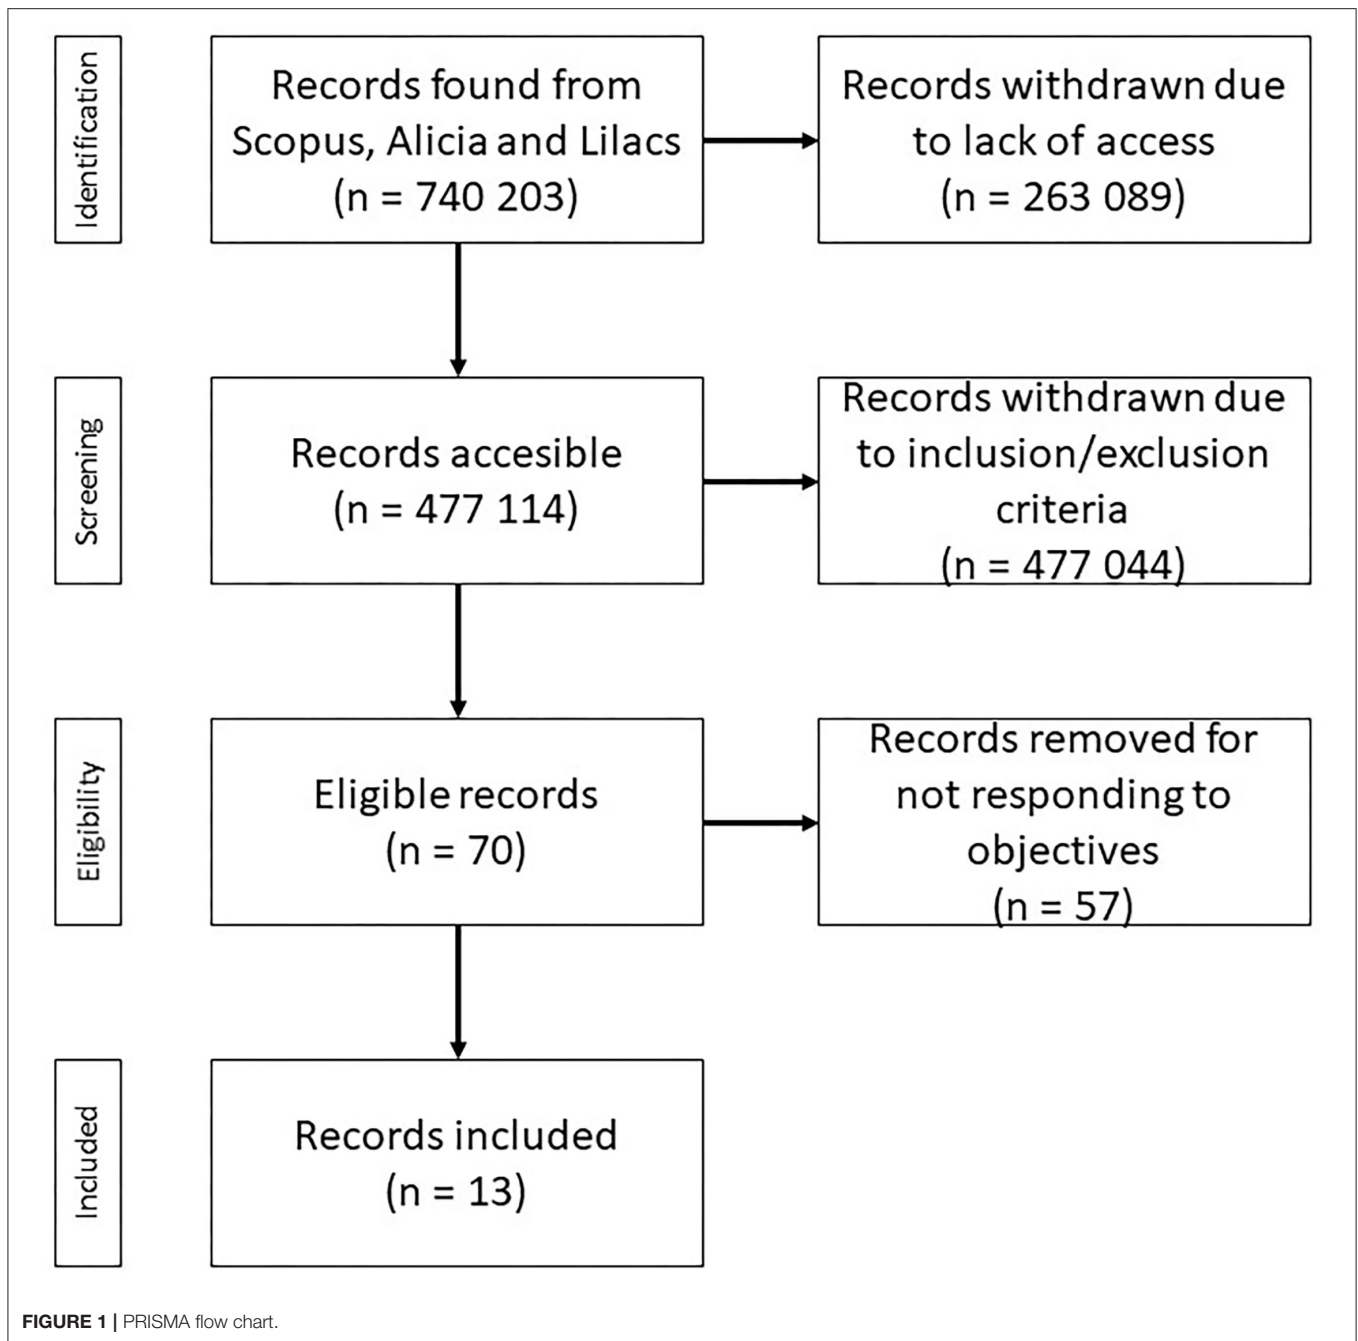 Identification
Records found from
Scopus, Alicia and Lilacs
(n = 740 203)
Records withdrawn due
to lack of access
(n = 263 089)
Screening
Records accesible
(n = 477 114)
Records withdrawn due
to inclusion/exclusion
criteria
(n = 477 044)
Eligibility
Eligible records
(n = 70)
Records removed for
not responding to
objectives
(n = 57)
Included
Records included
(n = 13)
FIGURE 1 | PRISMA flow chart.